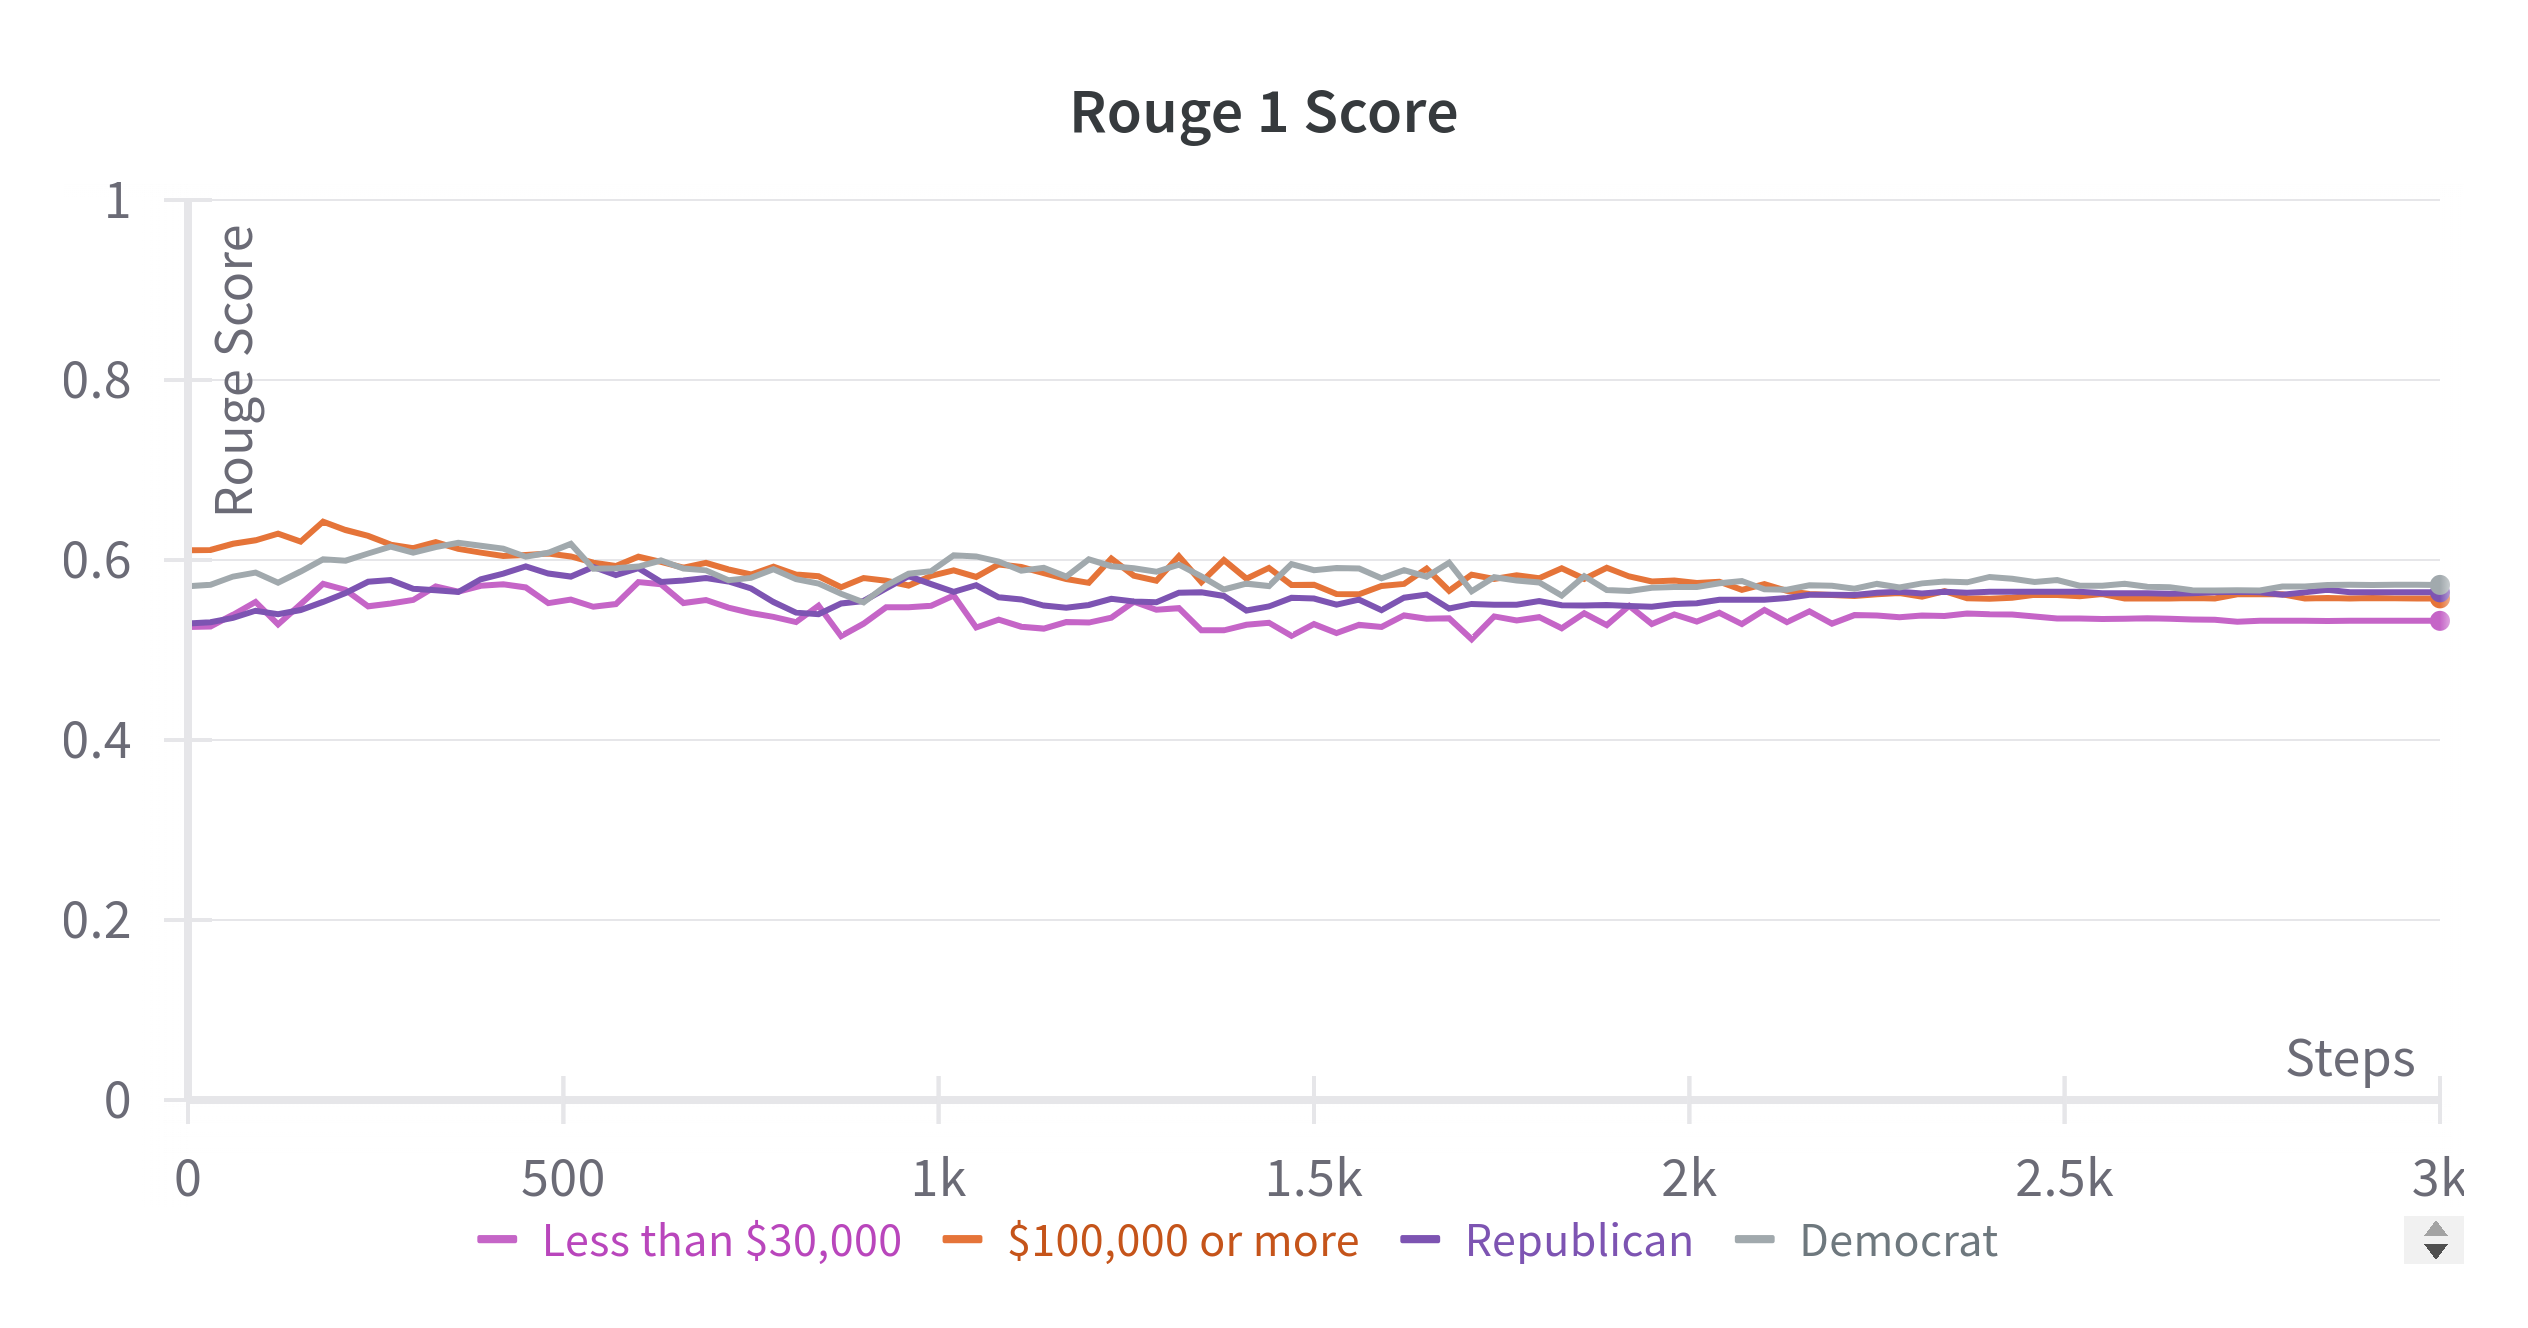 Rouge 1 Score
Rouge Score
1
0.8
0.6
0.4
0.2
0
Steps
0 500 1k 1.5k 2k 2.5k 3k
Less than $30,000 $100,000 or more Republican Democrat